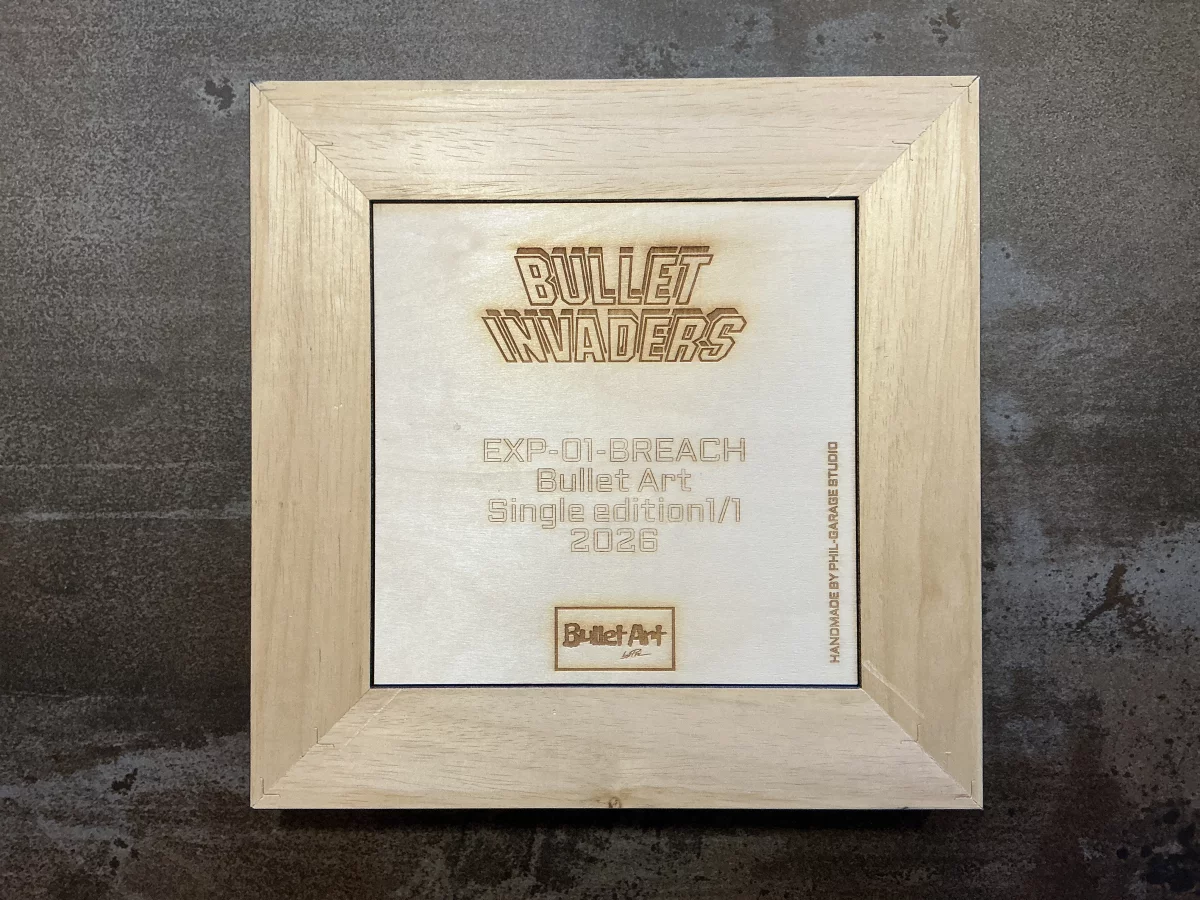 BULLET
INVADERS
EXP-01-BREACH
Bullet Art
Single edition1/1
2026
Bullet Art
HANDMADE BY PHIL-GARAGE STUDIO